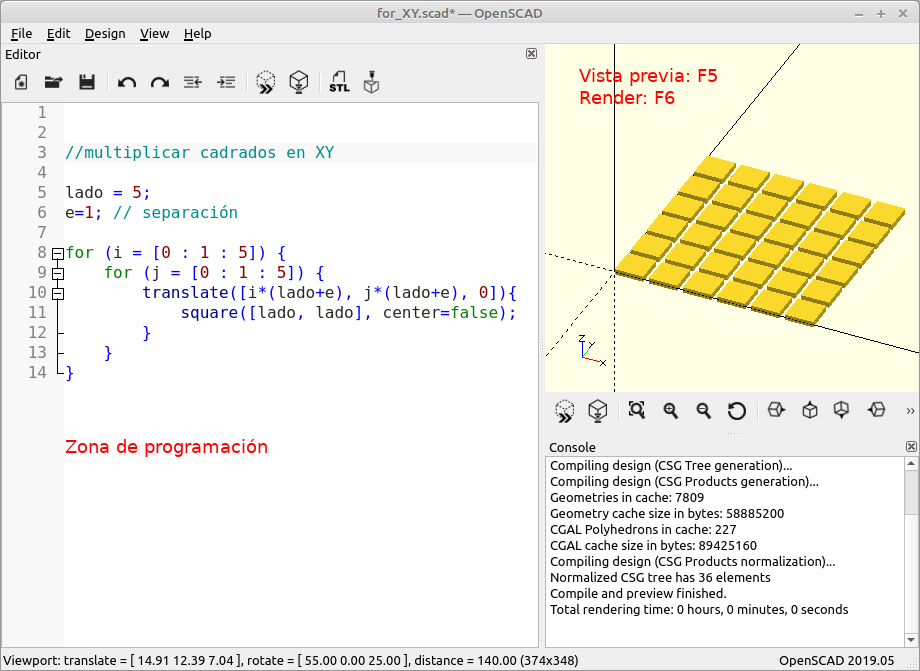 for_XY.scad* — OpenSCAD
File Edit Design View Help
Editor
STL
1
2
3 //multiplicar cadrados en XY
4
5 lado = 5;
6 e=1; // separación
7
8 for (i = [0 : 1 : 5]) {
9     for (j = [0 : 1 : 5]) {
10         translate([i*(lado+e), j*(lado+e), 0]){
11             square([lado, lado], center=false);
12         }
13     }
14 }
Zona de programación
Vista previa: F5
Render: F6
Z
Y
X
Console
Compiling design (CSG Tree generation)...
Compiling design (CSG Products generation)...
Geometries in cache: 7809
Geometry cache size in bytes: 58885200
CGAL Polyhedrons in cache: 227
CGAL cache size in bytes: 89425160
Compiling design (CSG Products normalization)...
Normalized CSG tree has 36 elements
Compile and preview finished.
Total rendering time: 0 hours, 0 minutes, 0 seconds
Viewport: translate = [ 14.91 12.39 7.04 ], rotate = [ 55.00 0.00 25.00 ], distance = 140.00 (374x348)
OpenSCAD 2019.05